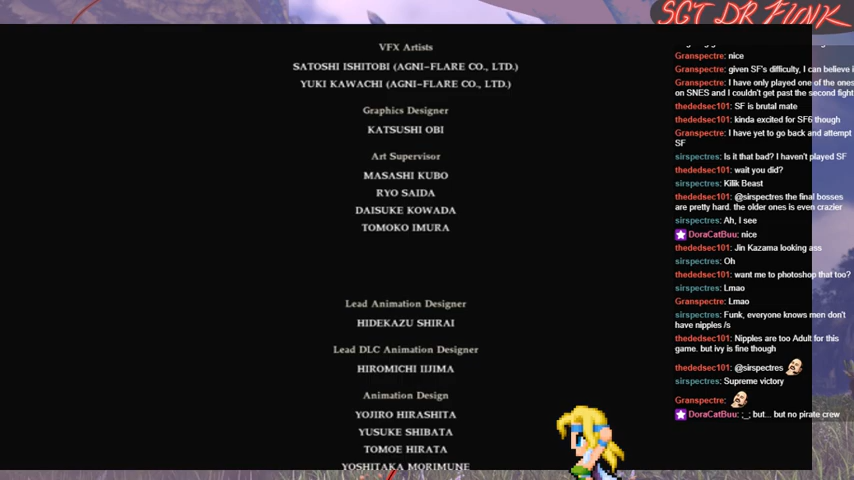 SGT DR FUNK
VFX Artists
SATOSHI ISHITOBI (AGNI-FLARE CO., LTD.)
YUKI KAWACHI (AGNI-FLARE CO., LTD.)
Graphics Designer
KATSUSHI OBI
Art Supervisor
MASASHI KUBO
RYO SAIDA
DAISUKE KOWADA
TOMOKO IMURA
Lead Animation Designer
HIDEKAZU SHIRAI
Lead DLC Animation Designer
HIROMICHI IIJIMA
Animation Design
YOJIRO HIRASHITA
YUSUKE SHIBATA
TOMOE HIRATA
YOSHITAKA MORIMUNE
Granspectre: nice
Granspectre: given SF's difficulty, I can believe i
Granspectre: I have only played one of the ones
on SNES and I couldn't get past the second fight
thededsec101: SF is brutal mate
thededsec101: kinda excited for SF6 though
Granspectre: I have yet to go back and attempt
SF
sirspectres: Is it that bad? I haven't played SF
thededsec101: wait you did?
sirspectres: Killik Beast
thededsec101: @sirspectres the final bosses
are pretty hard. the older ones is even crazier
sirspectres: Ah, I see
DoraCatBuu: nice
thededsec101: Jin Kazama looking ass
sirspectres: Oh
thededsec101: want me to photoshop that too?
sirspectres: Lmao
Granspectre: Lmao
sirspectres: Funk, everyone knows men don't
have nipples /s
thededsec101: Nipples are too Adult for this
game. but ivy is fine though
thededsec101: @sirspectres
sirspectres: Supreme victory
Granspectre:
DoraCatBuu: ;_; but... but no pirate crew